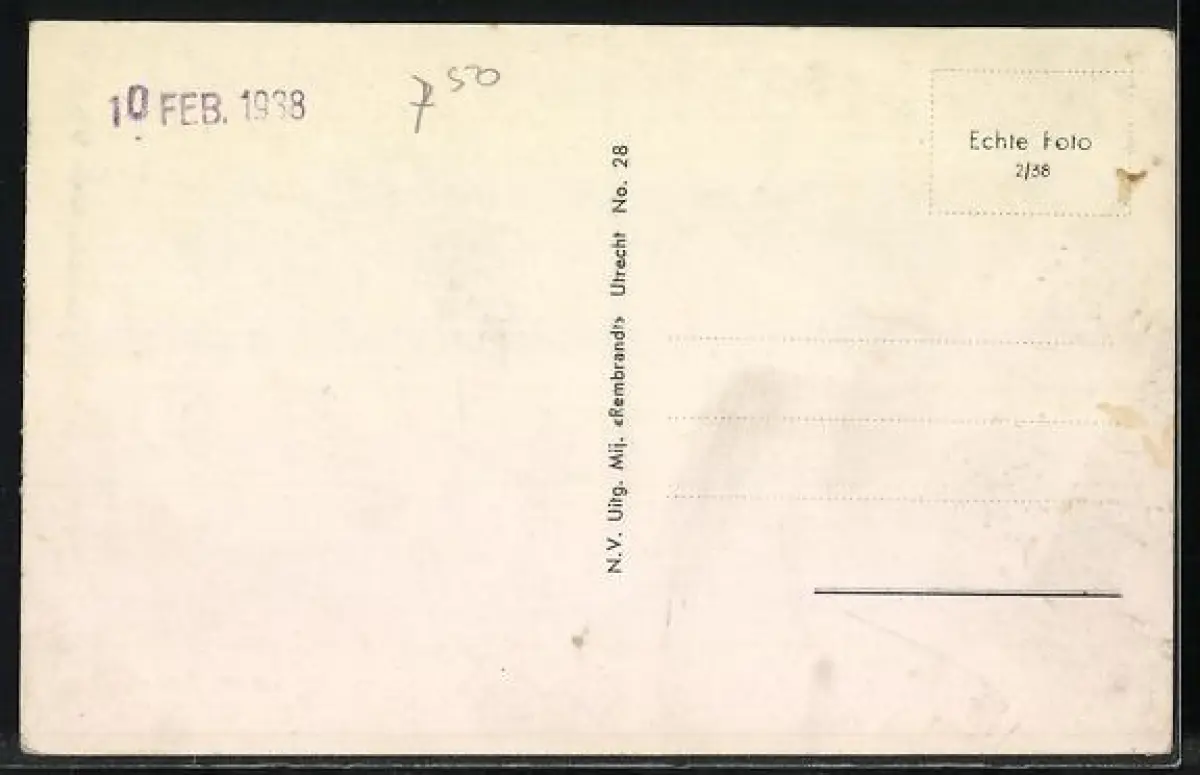 10 FEB. 1938
7 50
Echte Foto
2/38
N.V. Uitg. Mij. «Rembrandt» Utrecht No. 28